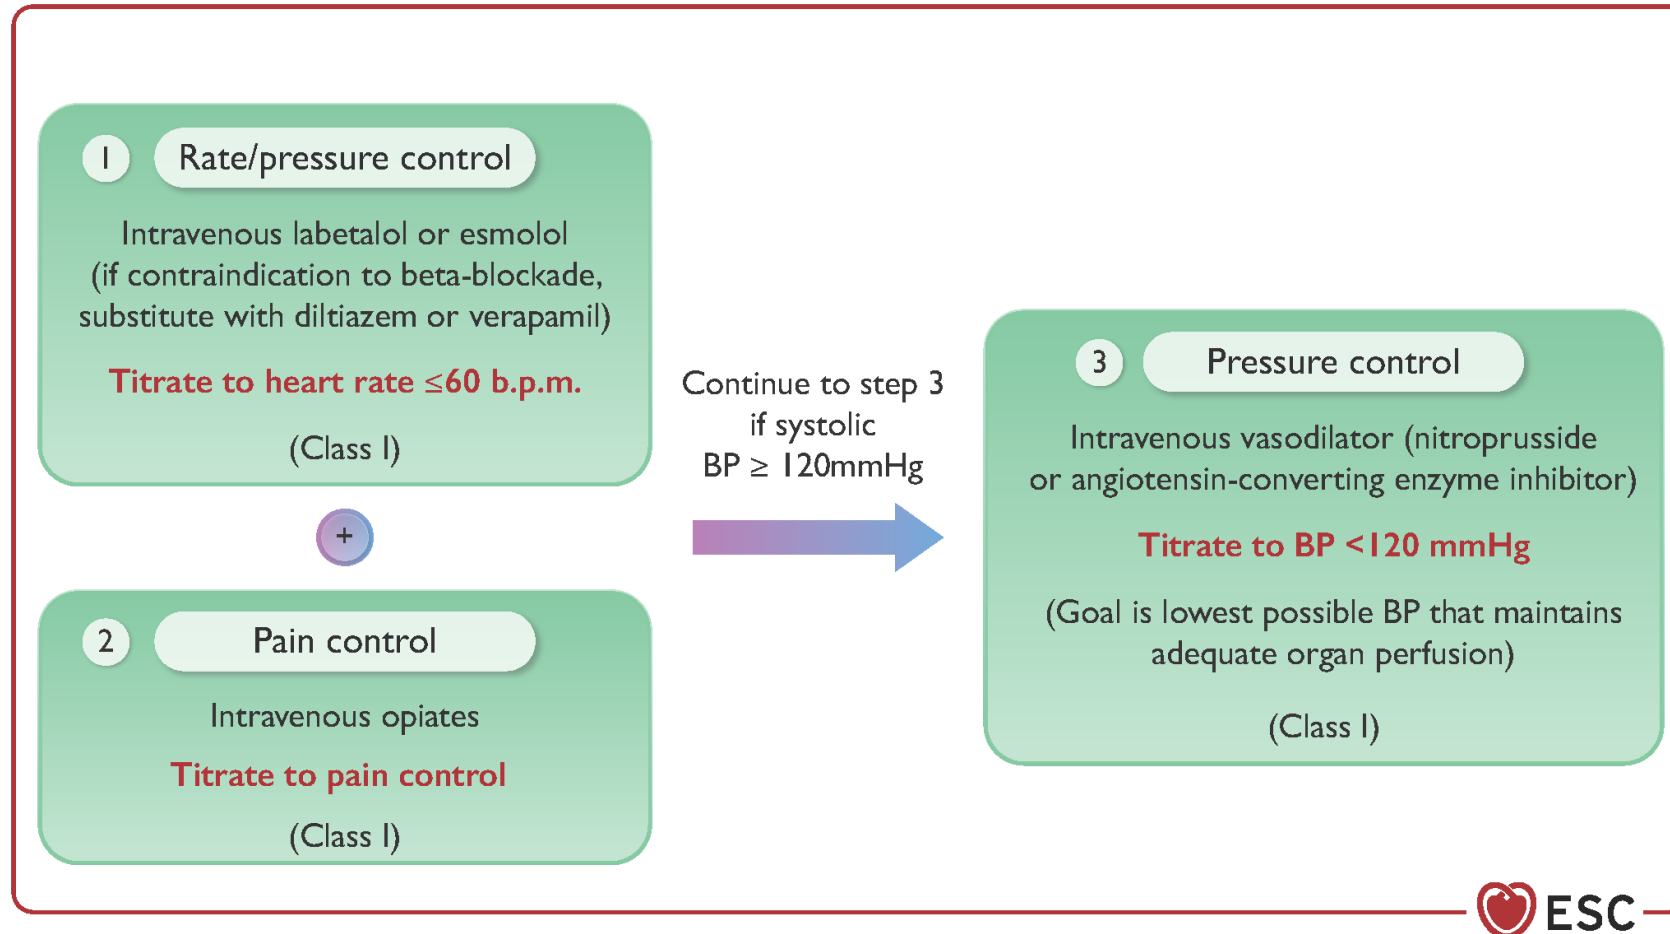 1
Rate/pressure control
Intravenous labetalol or esmolol
(if contraindication to beta-blockade,
substitute with diltiazem or verapamil)
Titrate to heart rate ≤60 b.p.m.
(Class I)
+
2
Pain control
Intravenous opiates
Titrate to pain control
(Class I)
Continue to step 3
if systolic
BP ≥ 120mmHg
3
Pressure control
Intravenous vasodilator (nitroprusside
or angiotensin-converting enzyme inhibitor)
Titrate to BP <120 mmHg
(Goal is lowest possible BP that maintains
adequate organ perfusion)
(Class I)
ESC